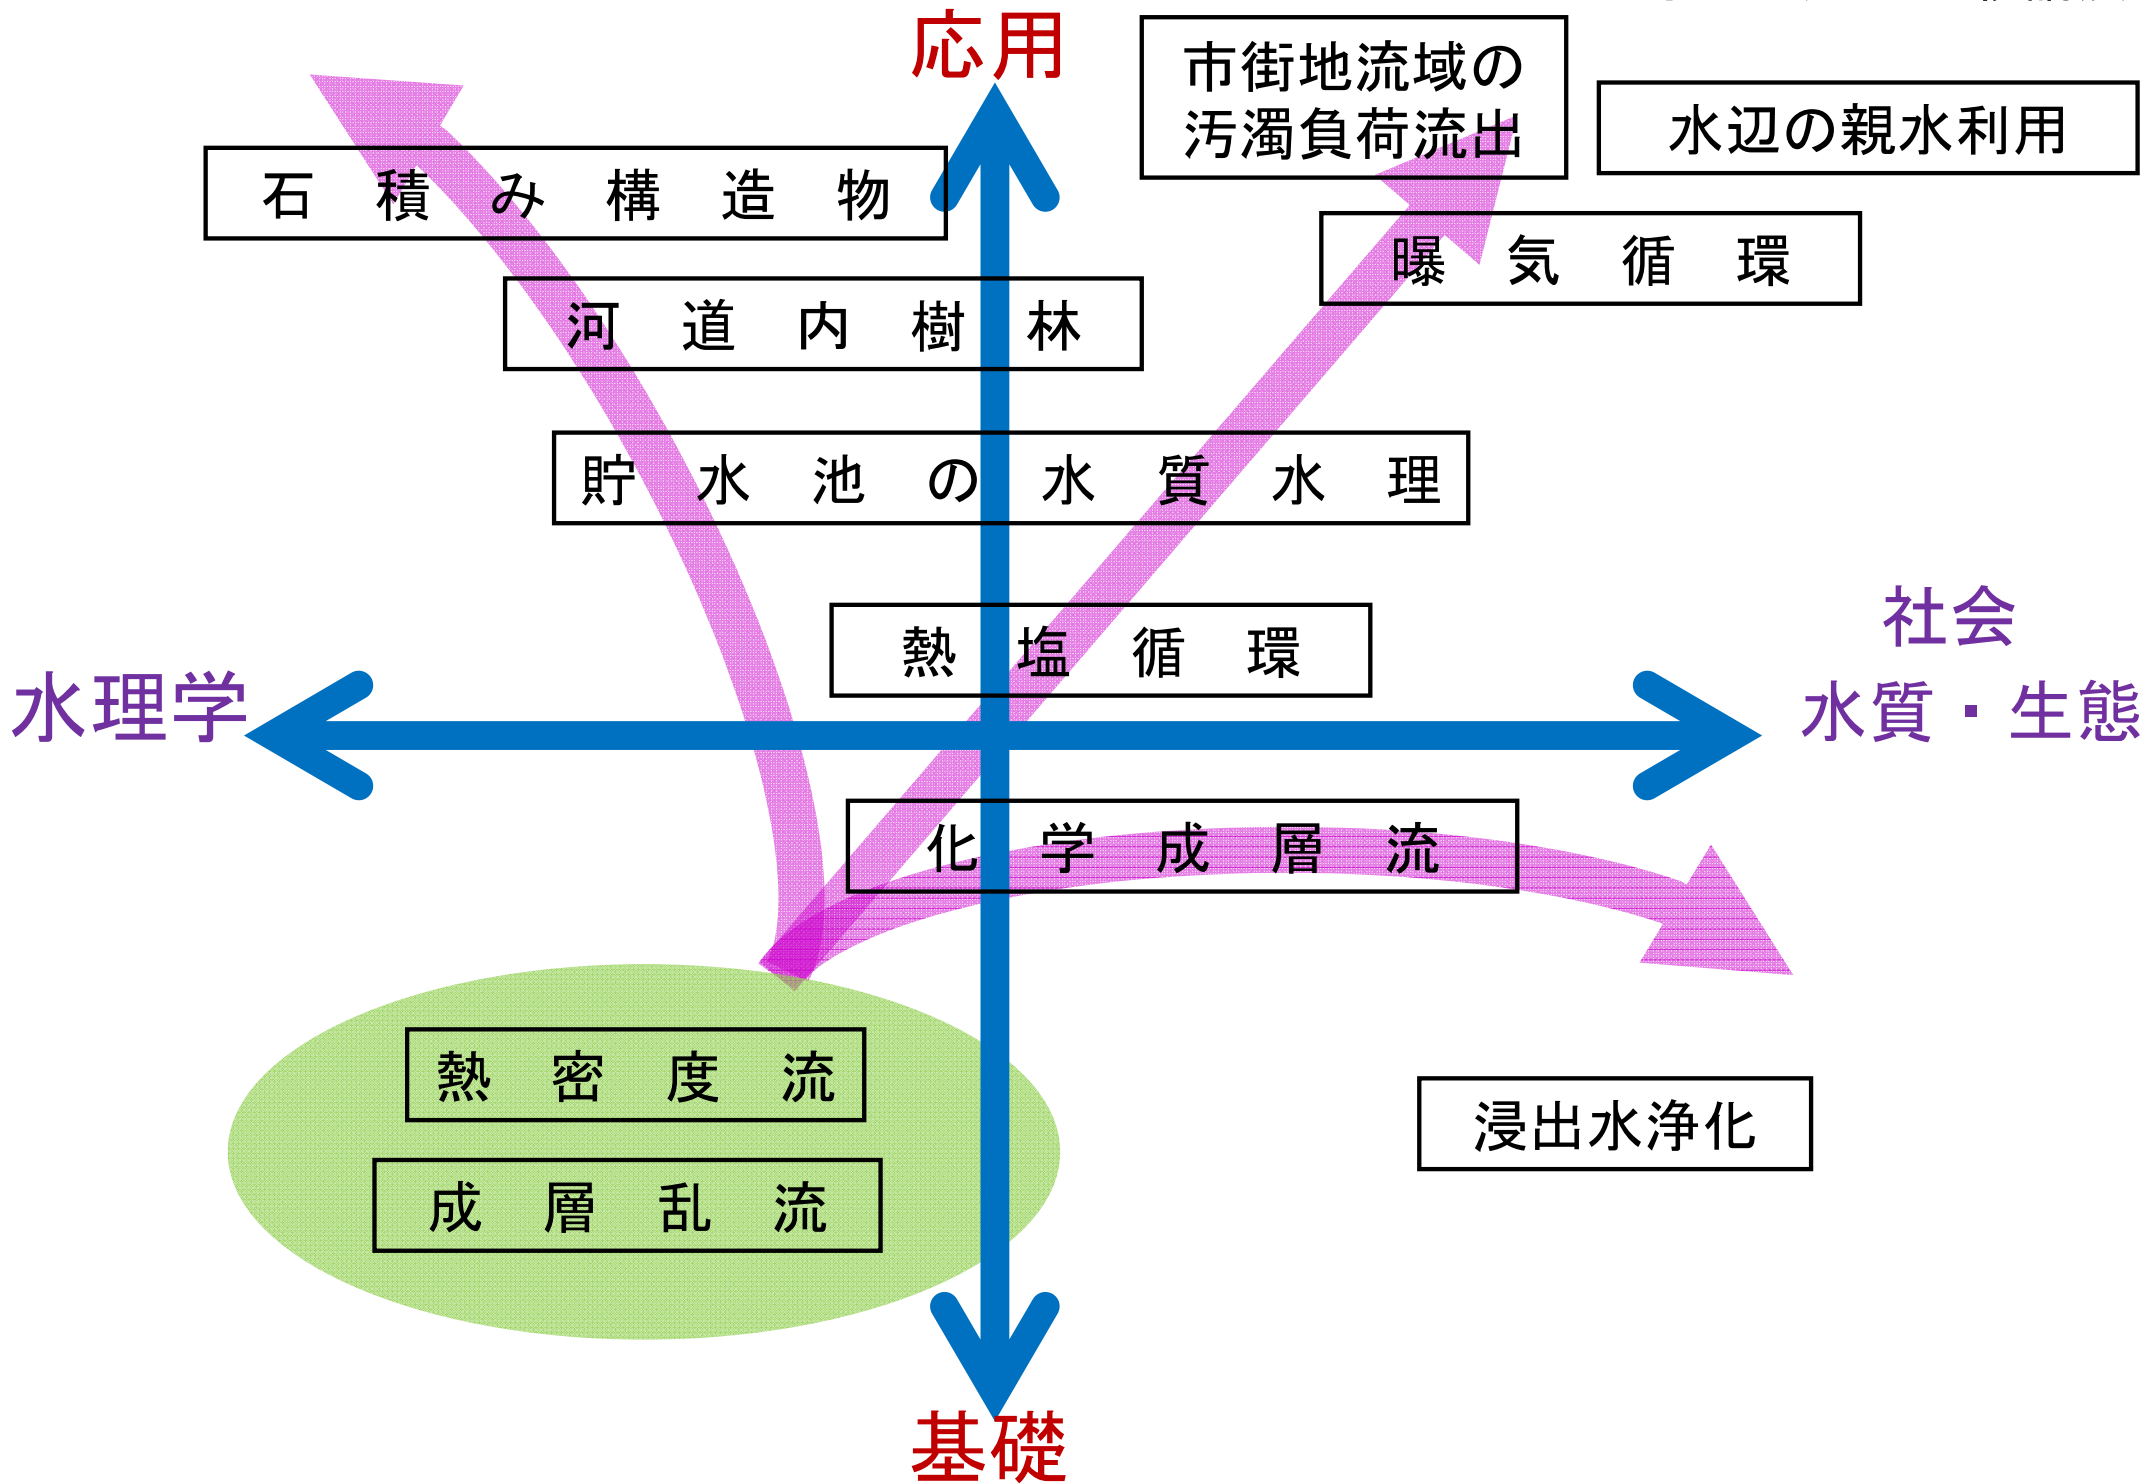 応用
市街地流域の
汚濁負荷流出
水辺の親水利用
石積み構造物
曝気循環
河道内樹林
貯水池の水質水理
熱塩循環
社会
水質・生態
水理学
化学成層流
熱密度流
浸出水浄化
成層乱流
基礎